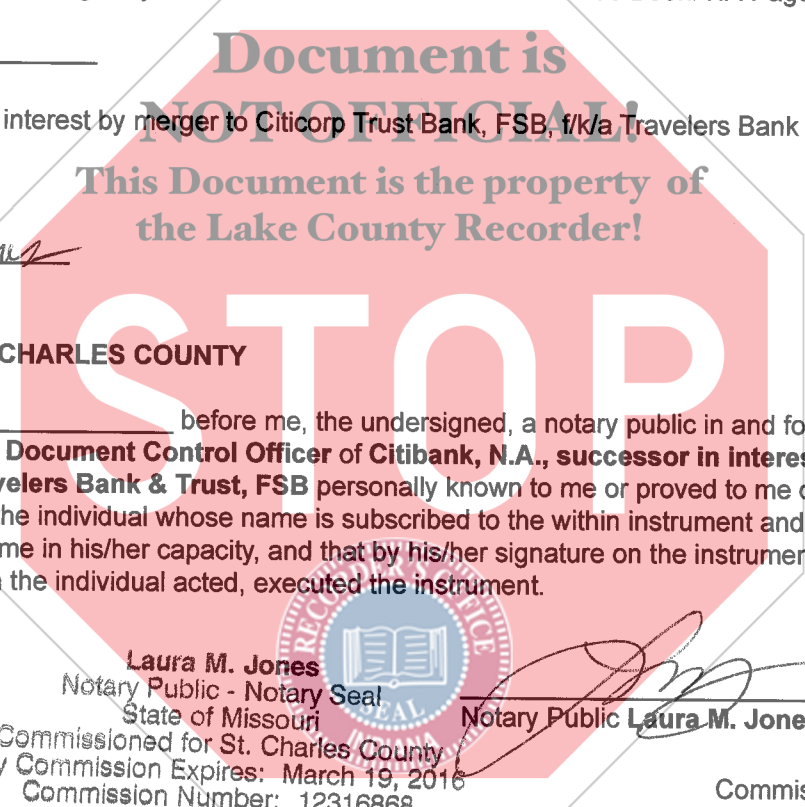 Document is
NOT OFFICIAL!
interest by merger to Citicorp Trust Bank, FSB, f/k/a Travelers Bank
This Document is the property of
the Lake County Recorder!
STOP
CHARLES COUNTY
before me, the undersigned, a notary public in and fo
Document Control Officer of Citibank, N.A., successor in interes
velers Bank & Trust, FSB personally known to me or proved to me o
he individual whose name is subscribed to the within instrument and
me in his/her capacity, and that by his/her signature on the instrumen
the individual acted, executed the instrument.
RECORDER'S OFFICE
SEAL
INDIANA
Laura M. Jones
Notary Public - Notary Seal
State of Missouri
Commissioned for St. Charles County
y Commission Expires: March 19, 2016
Commission Number: 12316868
Notary Public Laura M. Jone
Commis